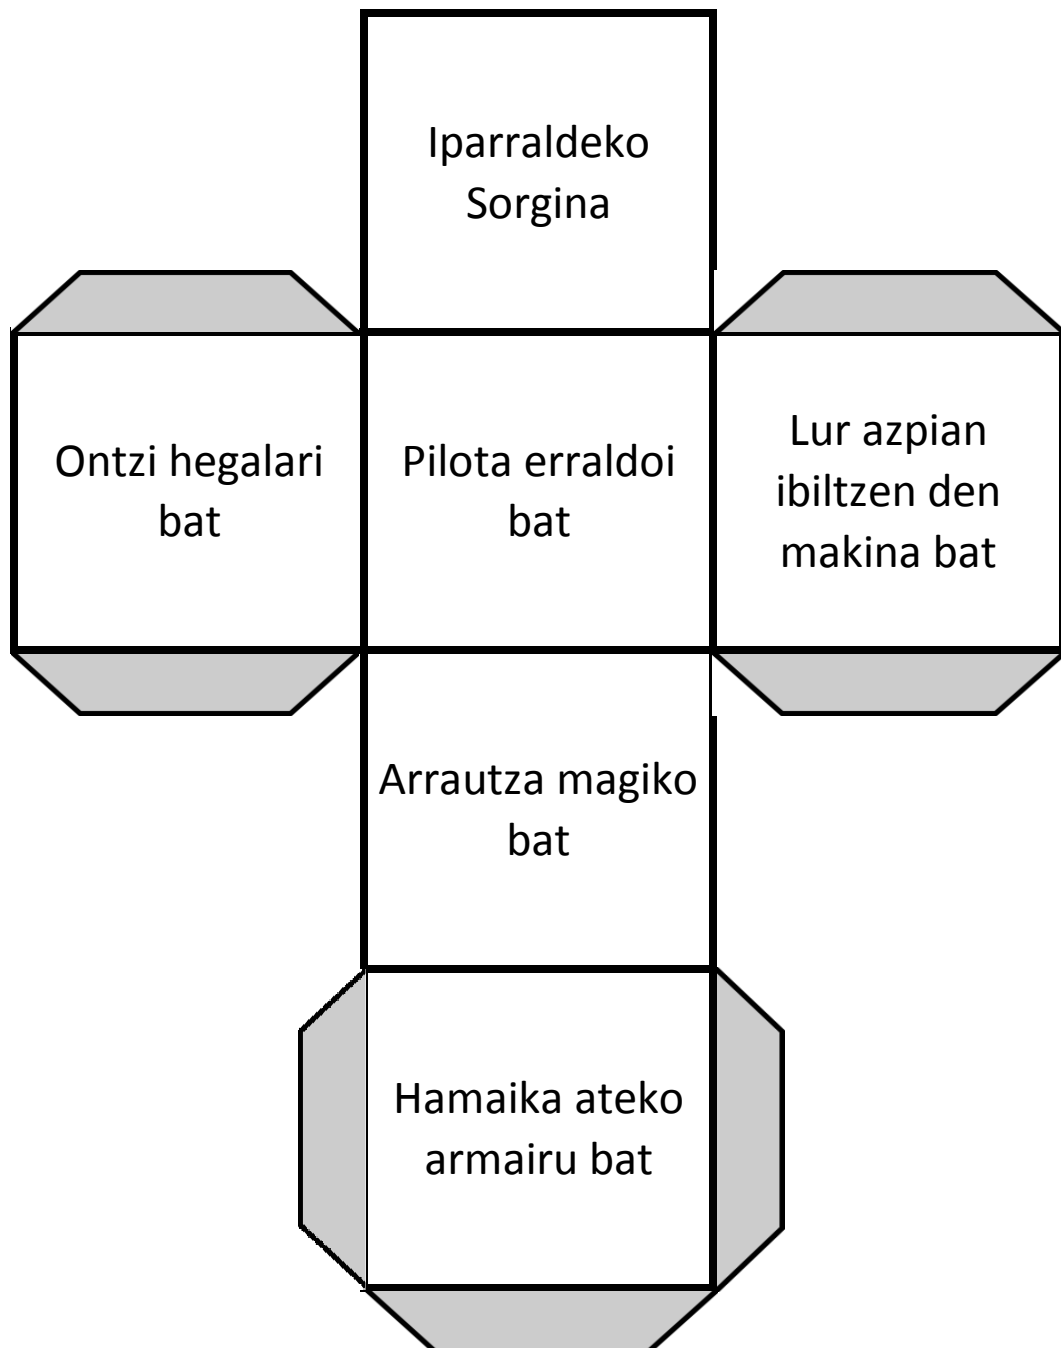 Iparraldeko
Sorgina
Ontzi hegalari
bat
Pilota erraldoi
bat
Lur azpian
ibiltzen den
makina bat
Arrautza magiko
bat
Hamaika ateko
armairu bat